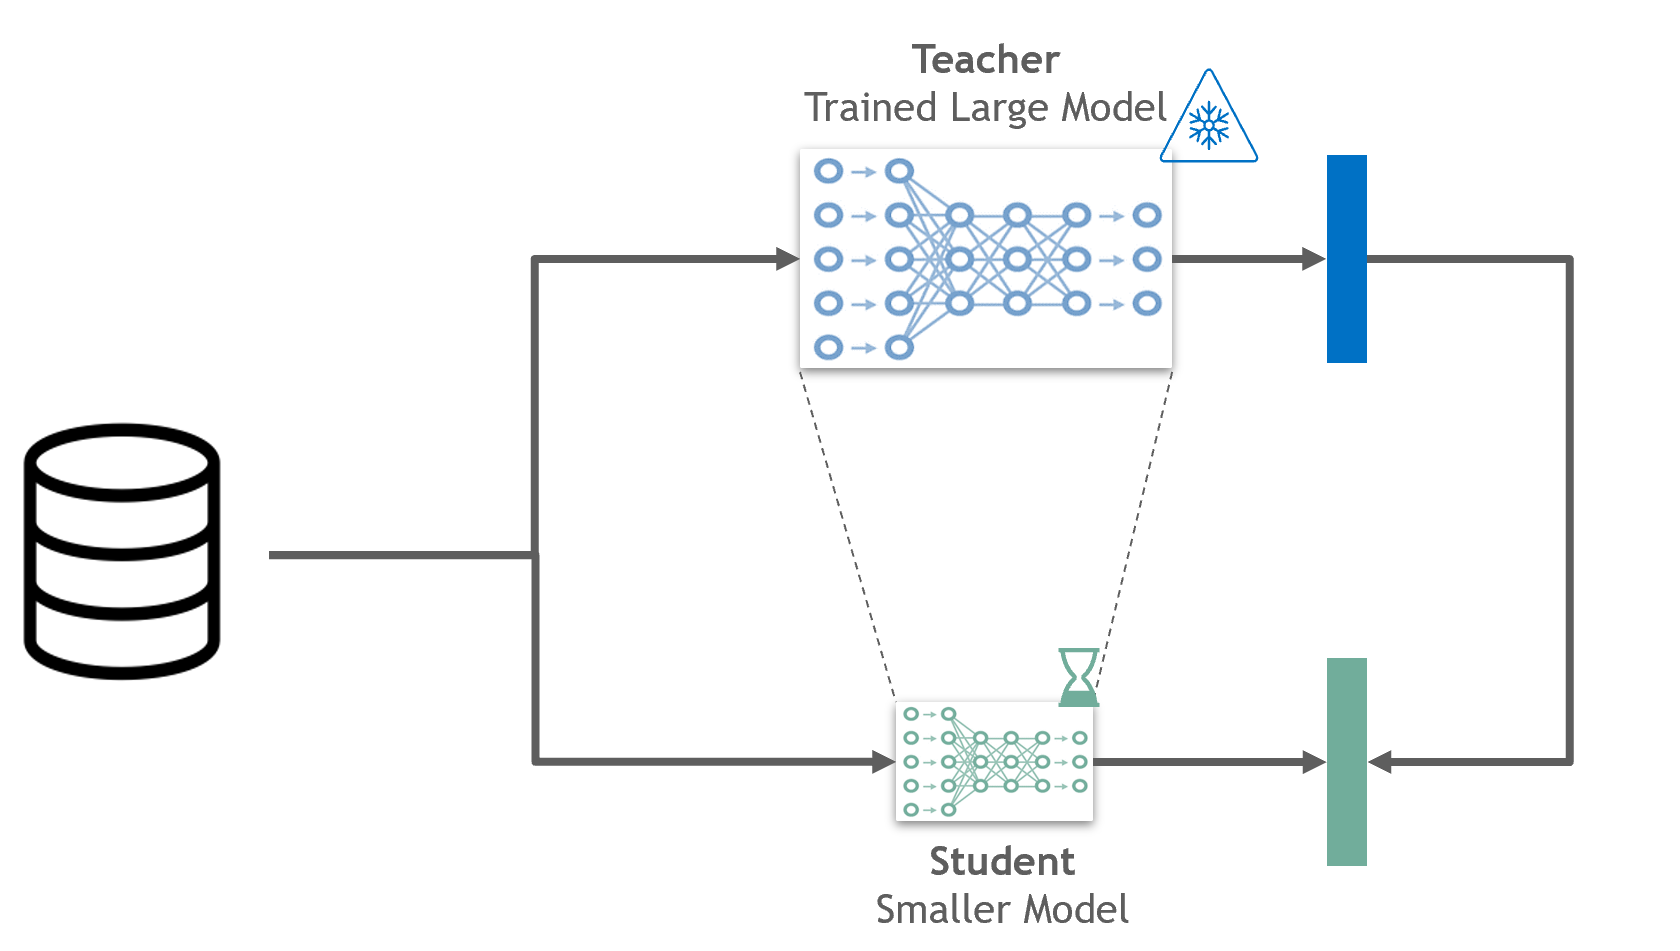 Teacher
Trained Large Model
Student
Smaller Model